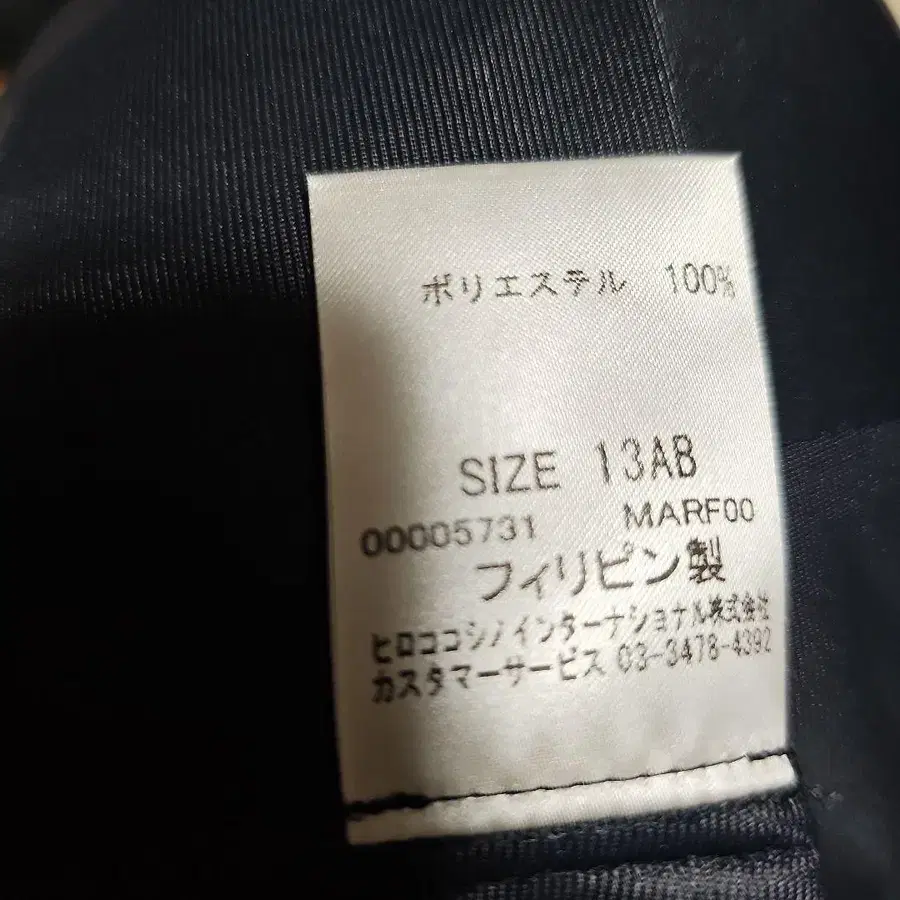 ポリエステル 100%
SIZE 13AB
00005731 MARF00
フィリピン製
ヒロココシノインターナショナル株式会社
カスタマーサービス 03-3478-4392